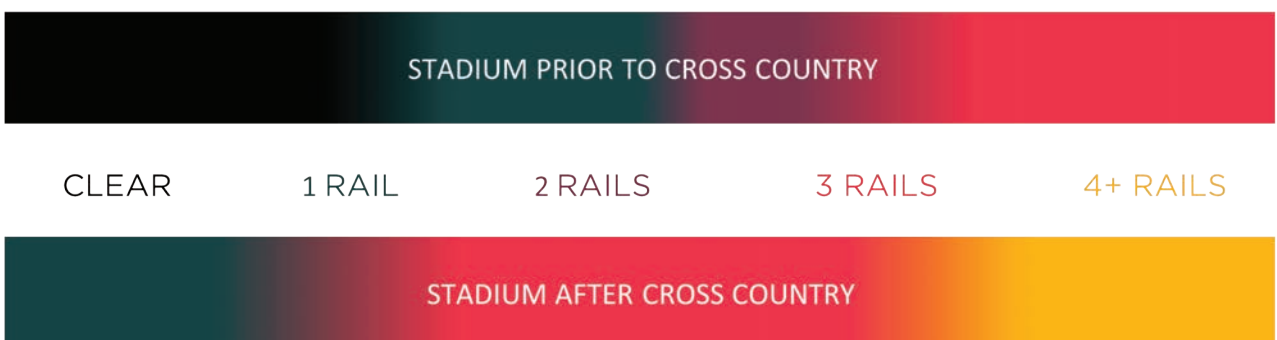 STADIUM PRIOR TO CROSS COUNTRY
CLEAR 1 RAIL 2 RAILS 3 RAILS 4+ RAILS
STADIUM AFTER CROSS COUNTRY